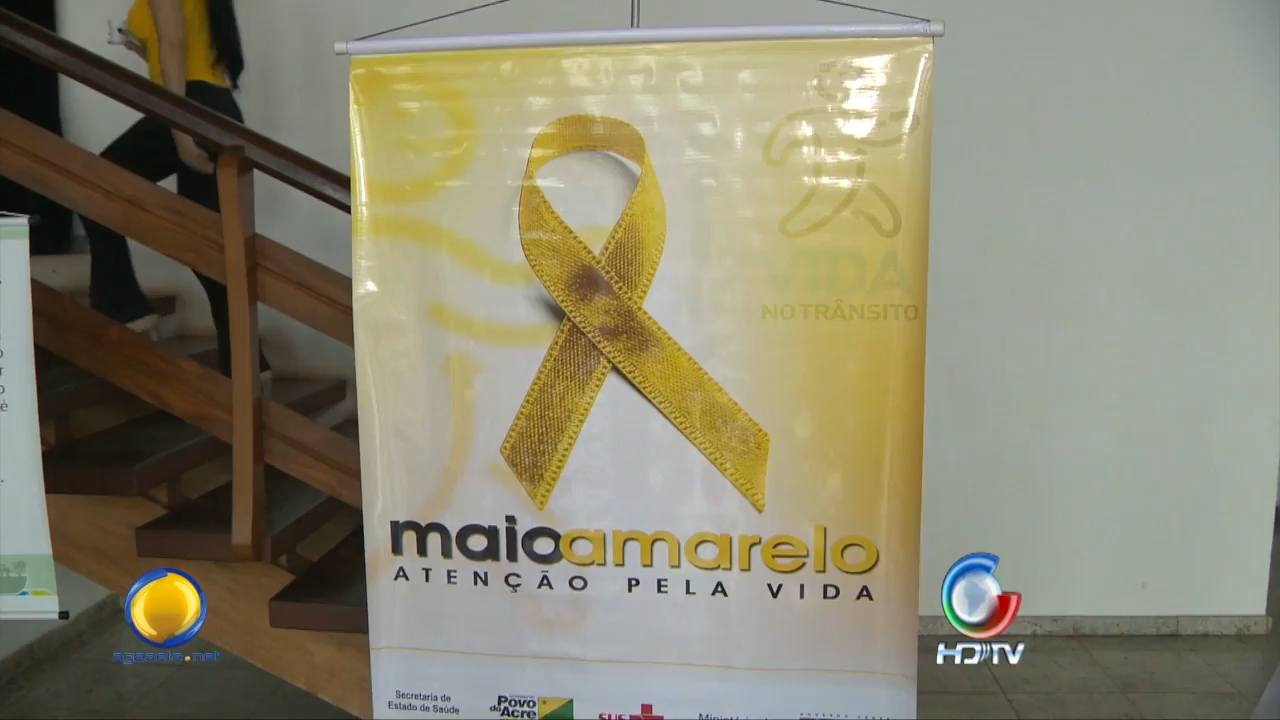 VIDA
NO TRÂNSITO
maioamarelo
ATENÇÃO PELA VIDA
Secretaria de
Estado de Saúde
Povo
do Acre
SUS
é
agazeta.net
HDTV